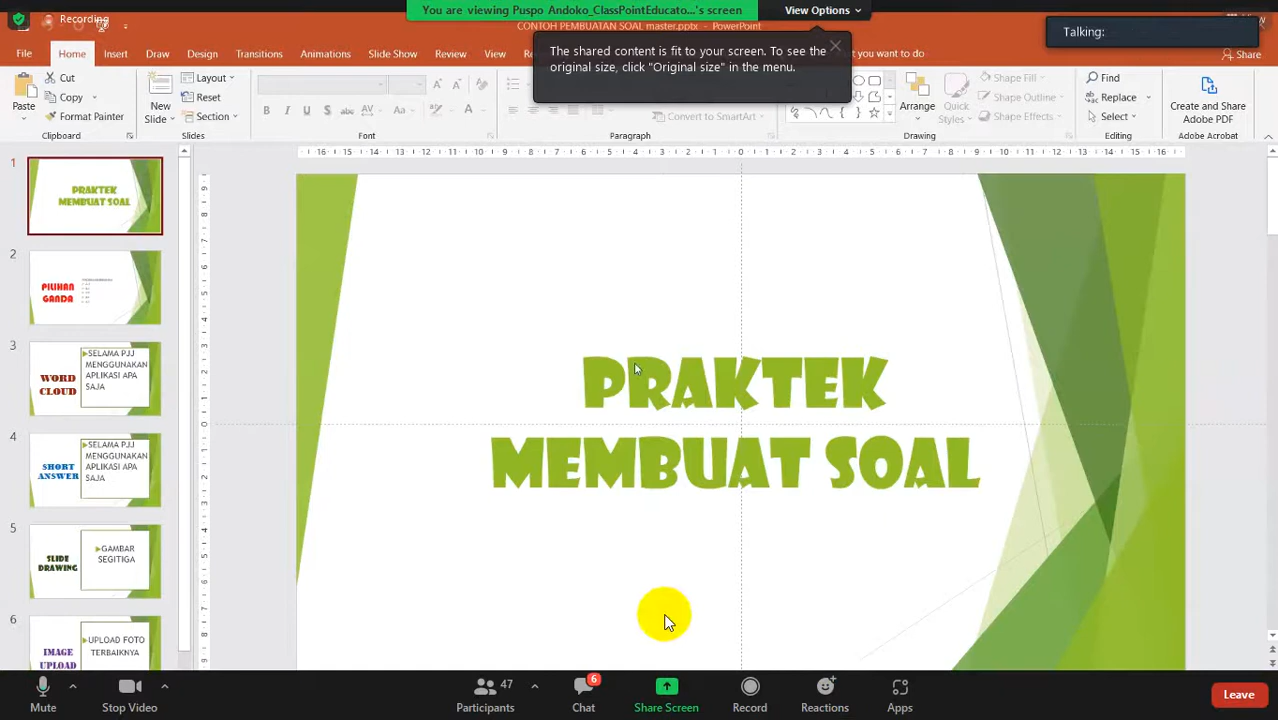 Recording
You are viewing Puspo Andoko_ClassPointEducato...'s screen
View Options
CONTOH PEMBUATAN SOAL master.pptx - PowerPoint
The shared content is fit to your screen. To see the
original size, click "Original size" in the menu.
Talking:
File
Home
Insert
Draw
Design
Transitions
Animations
Slide Show
Review
View
you want to do
Share
Paste
Cut
Copy
Format Painter
Clipboard
New
Slide
Layout
Reset
Section
Slides
Font
Convert to SmartArt
Paragraph
Arrange
Quick
Styles
Shape Fill
Shape Outline
Shape Effects
Drawing
Find
Replace
Select
Editing
Create and Share
Adobe PDF
Adobe Acrobat
1
PRAKTEK
MEMBUAT SOAL
2
PILIHAN
GANDA
3
WORD
CLOUD
SELAMA PJJ
MENGGUNAKAN
APLIKASI APA
SAJA
4
SHORT
ANSWER
SELAMA PJJ
MENGGUNAKAN
APLIKASI APA
SAJA
5
SLIDE
DRAWING
GAMBAR
SEGITIGA
6
IMAGE
UPLOAD
UPLOAD FOTO
TERBAIKNYA
PRAKTEK
MEMBUAT SOAL
Mute
Stop Video
47
Participants
6
Chat
Share Screen
Record
Reactions
Apps
Leave